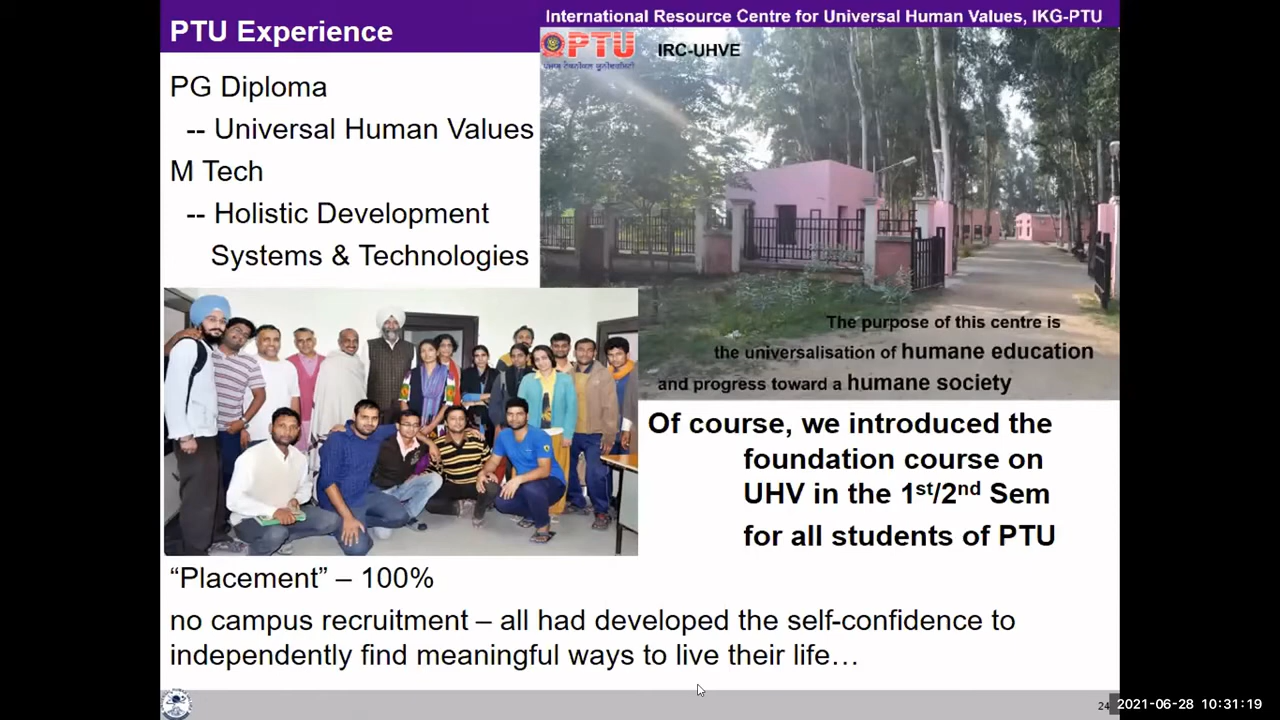 PTU Experience
International Resource Centre for Universal Human Values, IKG-PTU
PTU
ਪੰਜਾਬ ਟੈਕਨੀਕਲ ਯੂਨੀਵਰਸਿਟੀ
IRC-UHVE
PG Diploma
-- Universal Human Values
M Tech
-- Holistic Development
Systems & Technologies
The purpose of this centre is
the universalisation of humane education
and progress toward a humane society
Of course, we introduced the
foundation course on
UHV in the 1st/2nd Sem
for all students of PTU
“Placement” – 100%
no campus recruitment – all had developed the self-confidence to
independently find meaningful ways to live their life…
24
2021-06-28 10:31:19